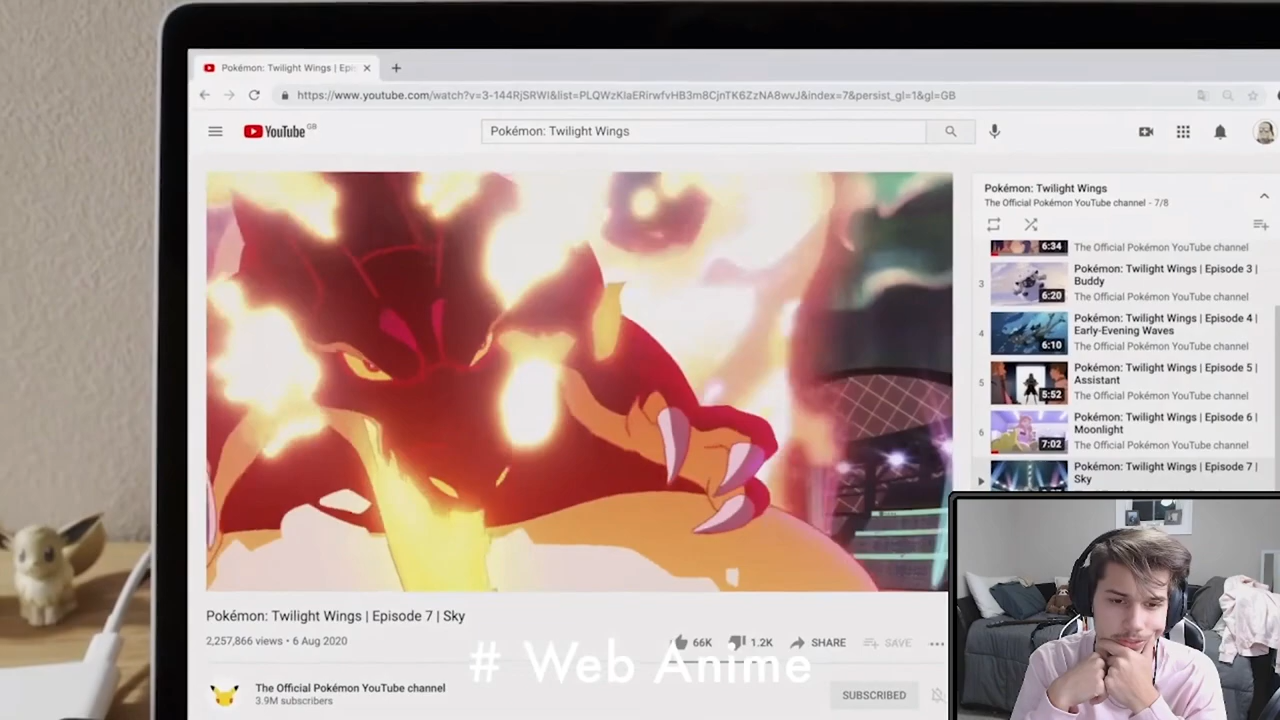 Pokémon: Twilight Wings | Epis
https://www.youtube.com/watch?v=3-144RjSRWI&list=PLQWzKlaERirwfvHB3m8CjnTK6ZzNA8wvJ&index=7&persist_gl=1&gl=GB
YouTube GB
Pokémon: Twilight Wings
Pokémon: Twilight Wings
The Official Pokémon YouTube channel - 7/8
6:34
The Official Pokémon YouTube channel
3
6:20
Pokémon: Twilight Wings | Episode 3 |
Buddy
The Official Pokémon YouTube channel
4
6:10
Pokémon: Twilight Wings | Episode 4 |
Early-Evening Waves
The Official Pokémon YouTube channel
5
5:52
Pokémon: Twilight Wings | Episode 5 |
Assistant
The Official Pokémon YouTube channel
6
7:02
Pokémon: Twilight Wings | Episode 6 |
Moonlight
The Official Pokémon YouTube channel
Pokémon: Twilight Wings | Episode 7 |
Sky
Pokémon: Twilight Wings | Episode 7 | Sky
2,257,866 views • 6 Aug 2020
66K
1.2K
SHARE
SAVE
# Web Anime
The Official Pokémon YouTube channel
3.9M subscribers
SUBSCRIBED